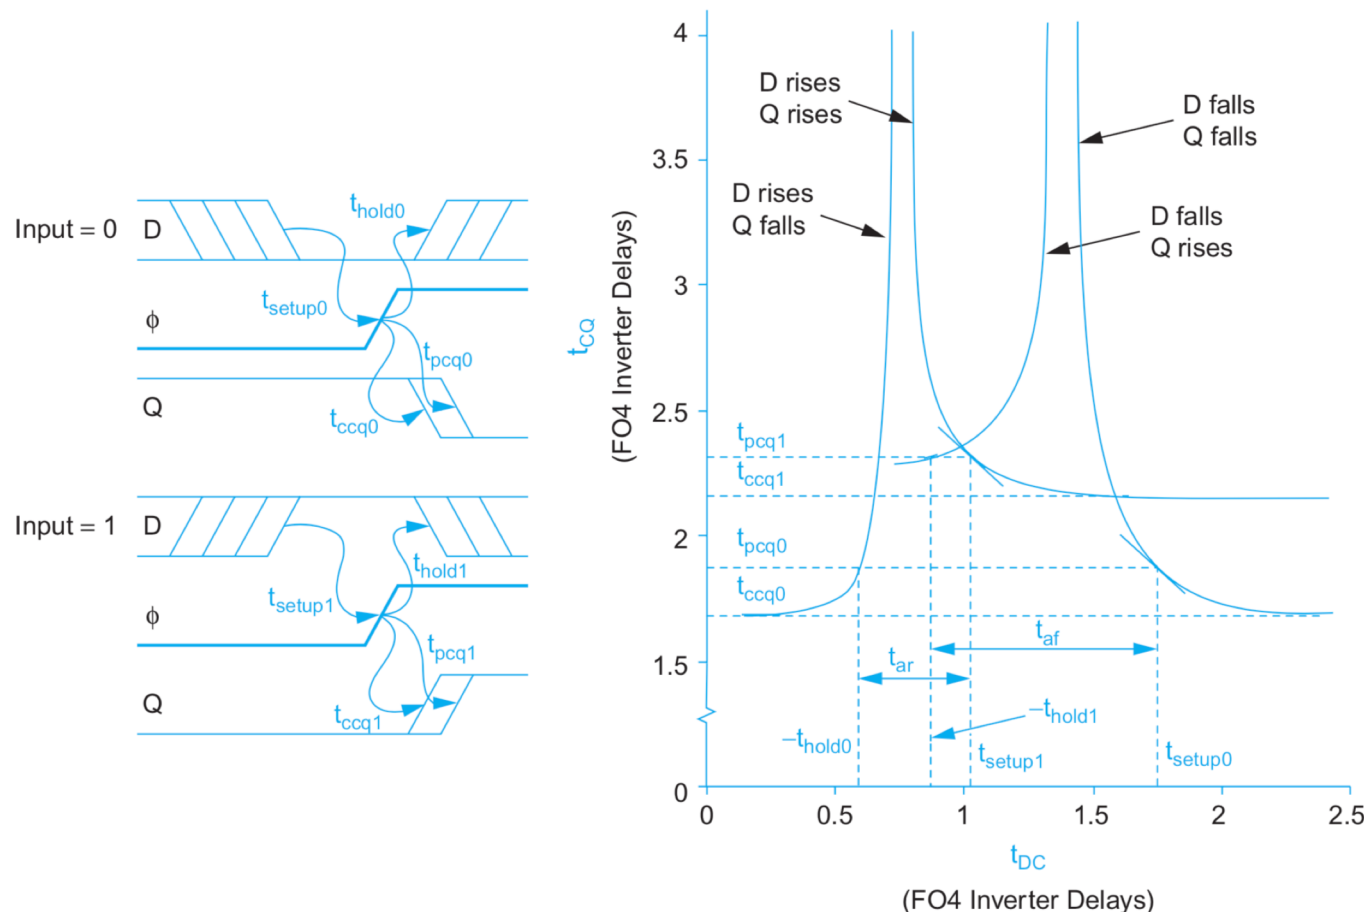 Input = 0
D
t_hold0
t_setup0
ϕ
t_pcq0
Q
t_ccq0
Input = 1
D
t_hold1
t_setup1
ϕ
t_pcq1
Q
t_ccq1
t_CQ
(FO4 Inverter Delays)
4
3.5
3
2.5
2
1.5
0
D rises
Q rises
D falls
Q falls
D rises
Q falls
D falls
Q rises
t_pcq1
t_ccq1
t_pcq0
t_ccq0
t_af
t_ar
–t_hold1
–t_hold0
t_setup1
t_setup0
0
0.5
1
1.5
2
2.5
t_DC
(FO4 Inverter Delays)